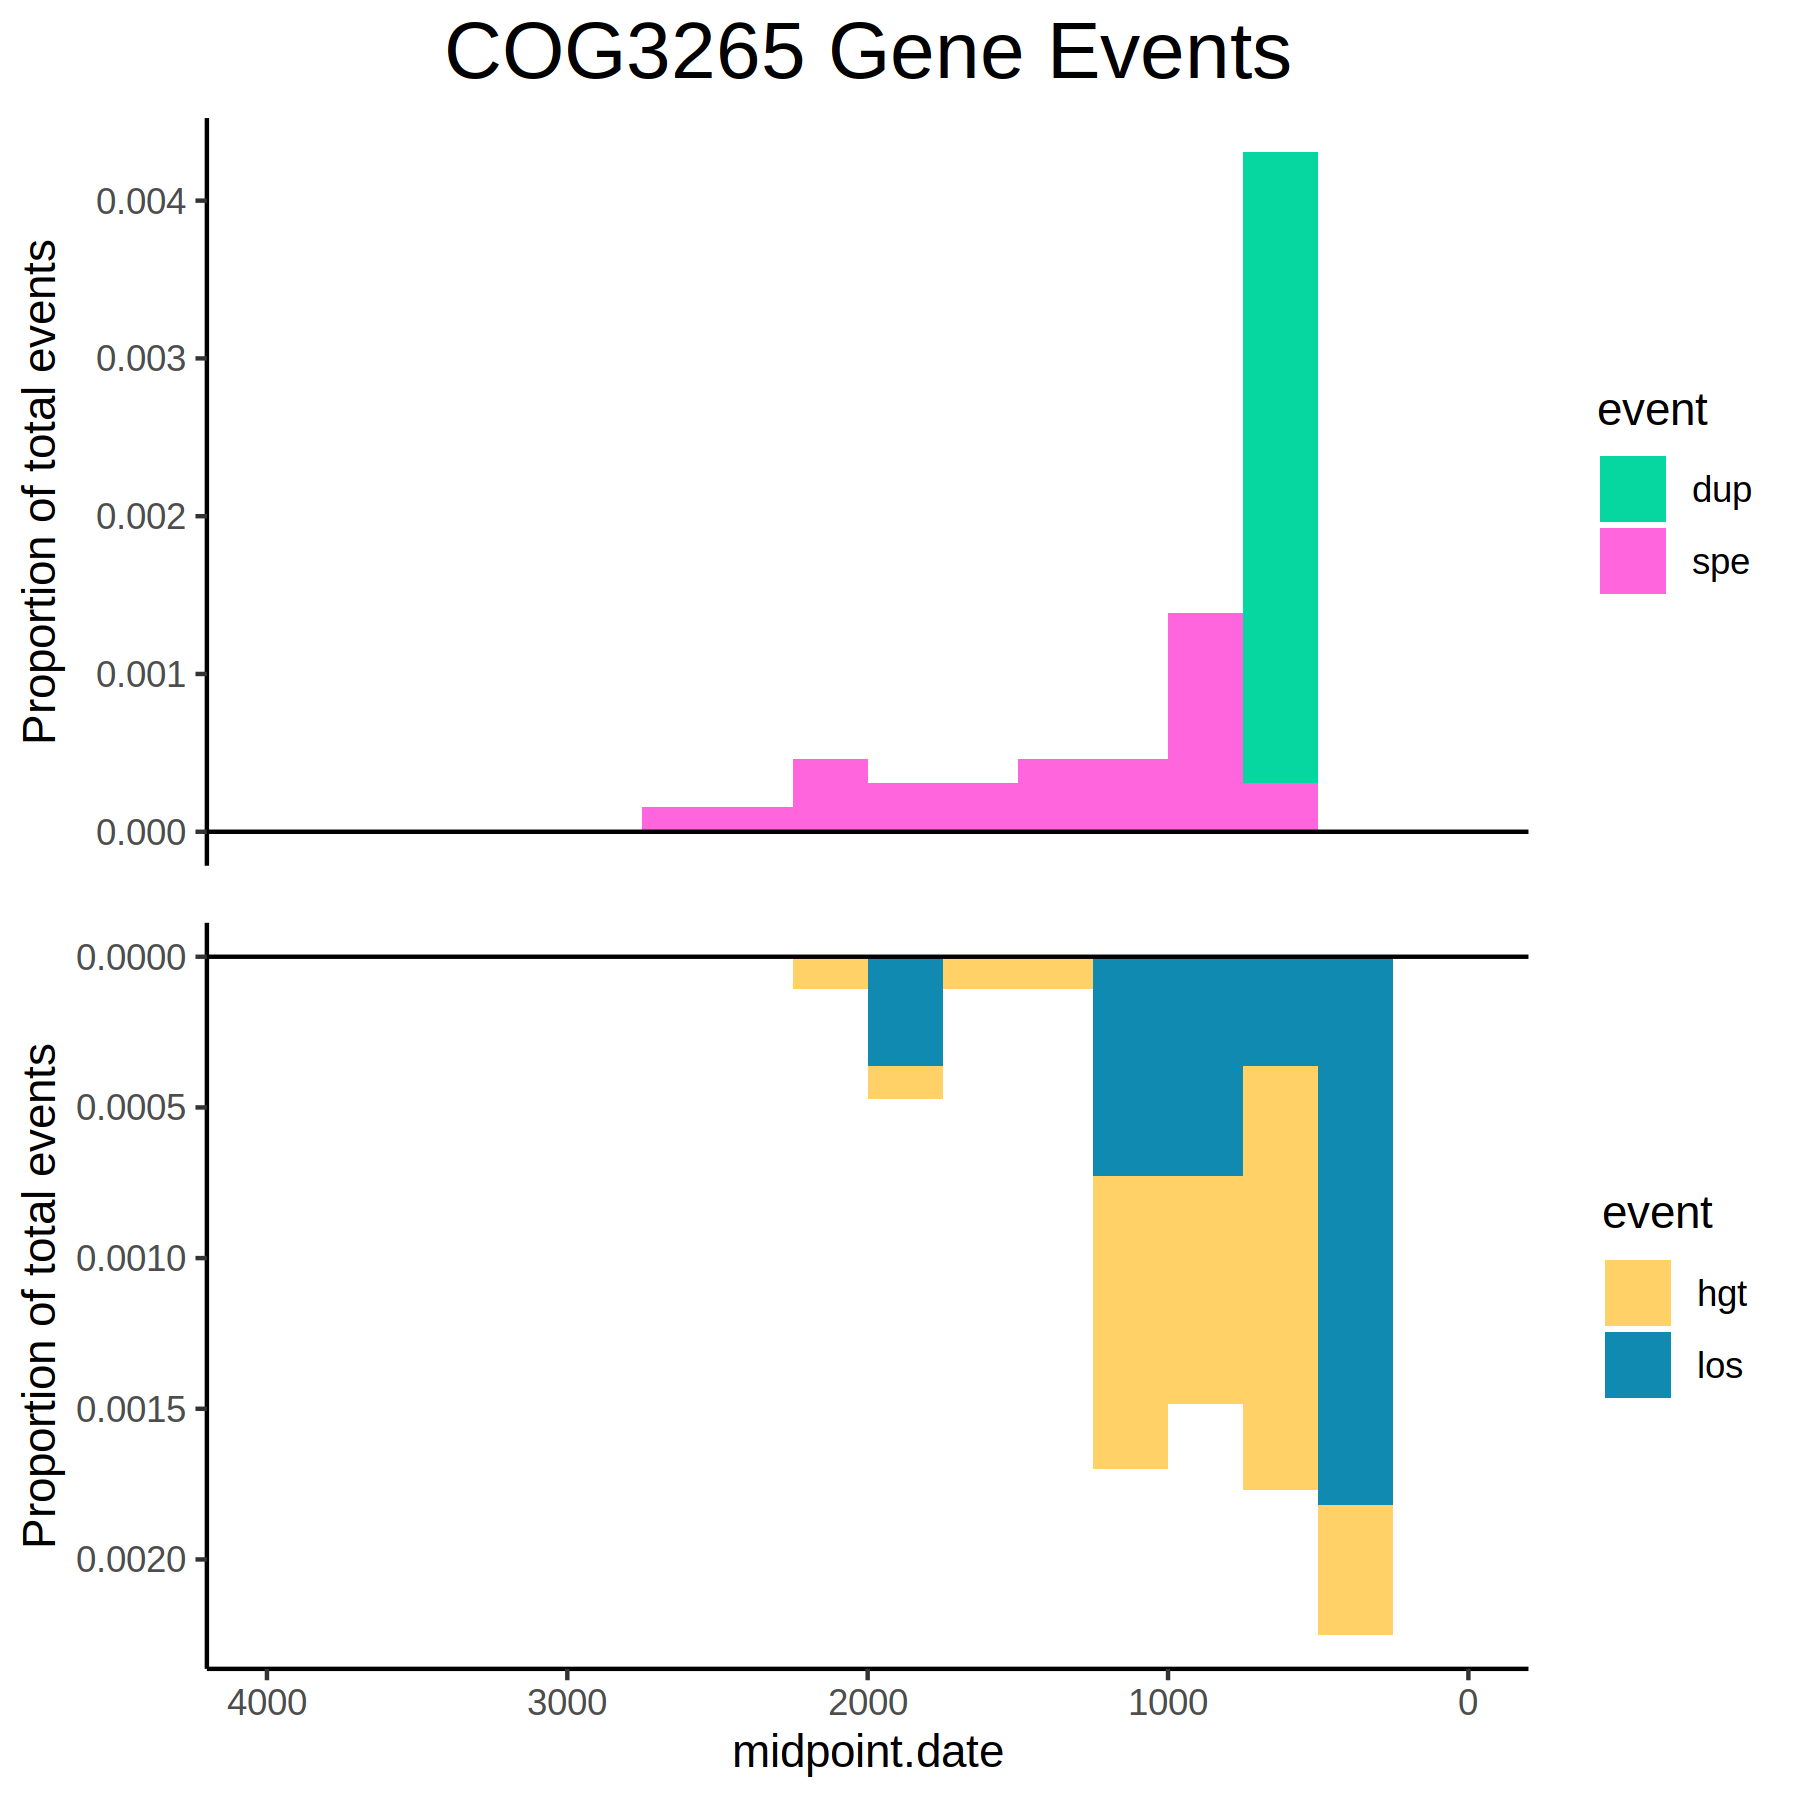 COG3265 Gene Events
Proportion of total events
0.004
0.003
0.002
0.001
0.000
event
dup
spe
Proportion of total events
0.0000
0.0005
0.0010
0.0015
0.0020
event
hgt
los
4000 3000 2000 1000 0
midpoint.date